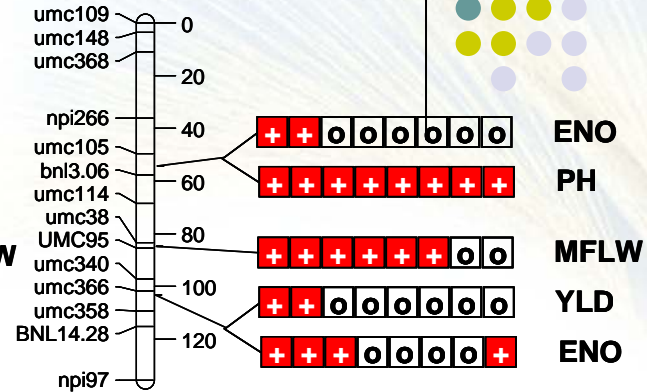 umc109
0
umc148
umc368
20
npi266
40
+ + o o o o o o ENO
umc105
bnl3.06
60
+ + + + + + + + PH
umc114
umc38
80
UMC95
W
+ + + + + + o o MFLW
umc340
umc366
100
+ + o o o o o o YLD
umc358
BNL14.28
120
+ + + o o o o + ENO
npi97